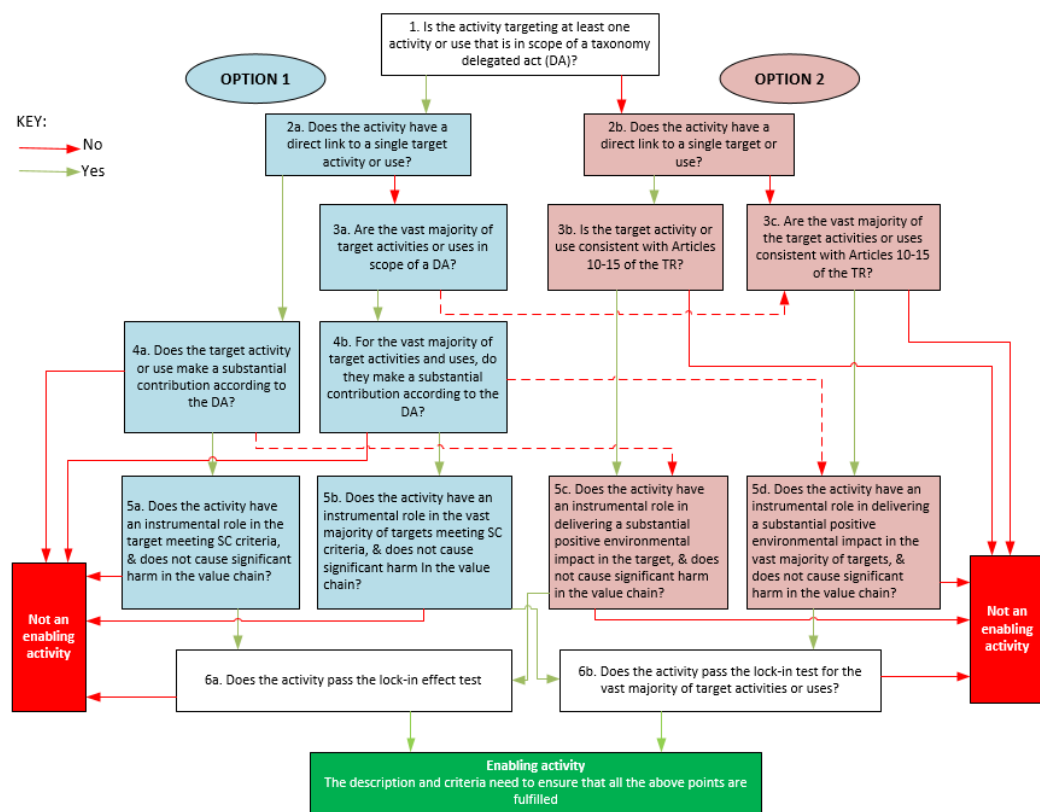 1. Is the activity targeting at least one
activity or use that is in scope of a taxonomy
delegated act (DA)?
OPTION 1
OPTION 2
KEY:
No
Yes
2a. Does the activity have a
direct link to a single target
activity or use?
2b. Does the activity have a
direct link to a single target or
use?
3a. Are the vast majority of
target activities or uses in
scope of a DA?
3b. Is the target activity or
use consistent with Articles
10-15 of the TR?
3c. Are the vast majority of
the target activities or uses
consistent with Articles 10-15
of the TR?
4a. Does the target activity
or use make a substantial
contribution according to
the DA?
4b. For the vast majority of
target activities and uses, do
they make a substantial
contribution according to the
DA?
5a. Does the activity have
an instrumental role in the
target meeting SC criteria,
& does not cause significant
harm in the value chain?
5b. Does the activity have an
instrumental role in the vast
majority of targets meeting SC
criteria, & does not cause
significant harm In the value
chain?
5c. Does the activity have
an instrumental role in
delivering a substantial
positive environmental
impact in the target, & does
not cause significant harm
in the value chain?
5d. Does the activity have an
instrumental role in delivering
a substantial positive
environmental impact in the
vast majority of targets, &
does not cause significant
harm in the value chain?
Not an
enabling
activity
Not an
enabling
activity
6a. Does the activity pass the lock-in effect test
6b. Does the activity pass the lock-in test for the
vast majority of target activities or uses?
Enabling activity
The description and criteria need to ensure that all the above points are
fulfilled